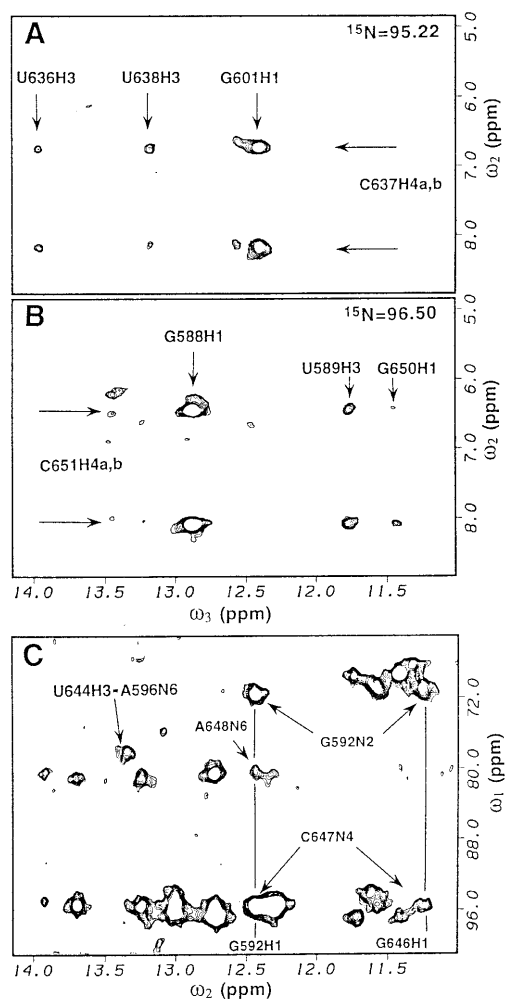 A
¹⁵N=95.22
5.0
U636H3 U638H3 G601H1
6.0
7.0
C637H4a,b
8.0
ω₂ (ppm)
B
¹⁵N=96.50
5.0
G588H1
U589H3 G650H1
6.0
7.0
C651H4a,b
8.0
ω₂ (ppm)
14.0 13.5 13.0 12.5 12.0 11.5
ω₃ (ppm)
C
U644H3-A596N6
72.0
A648N6
G592N2
80.0
C647N4
88.0
96.0
ω₁ (ppm)
G592H1 G646H1
14.0 13.5 13.0 12.5 12.0 11.5
ω₂ (ppm)